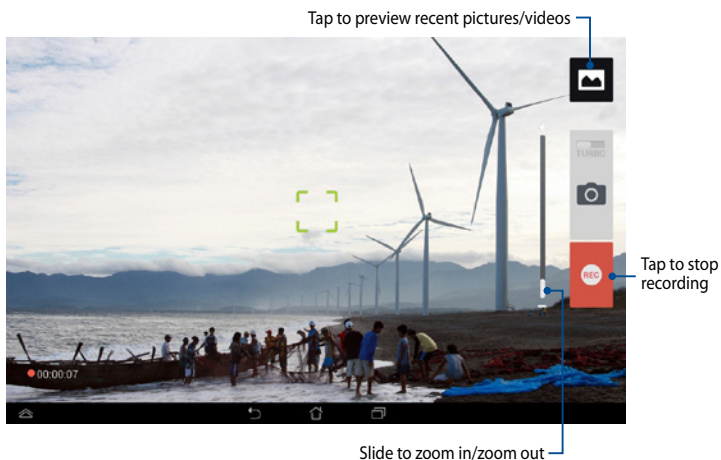 Tap to preview recent pictures/videos
TURBO
REC
Tap to stop
recording
00:00:07
Slide to zoom in/zoom out